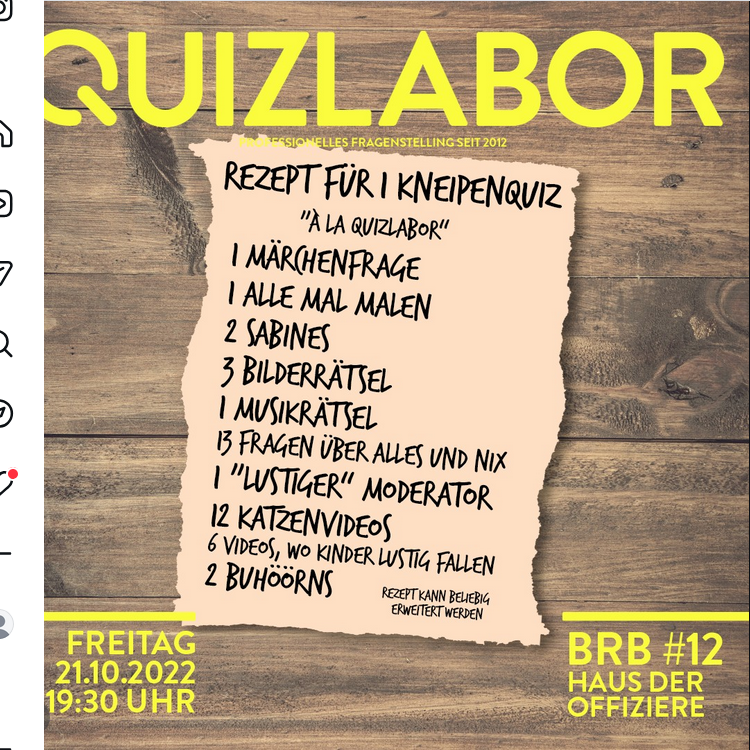 QUIZLABOR
PROFESSIONELLES FRAGENSTELLUNG SEIT 2012
REZEPT FÜR 1 KNEIPENQUIZ
"À LA QUIZLABOR"
1 MÄRCHENFRAGE
1 ALLE MAL MALEN
2 SABINES
3 BILDERRÄTSEL
1 MUSIKRÄTSEL
13 FRAGEN ÜBER ALLES UND NIX
1 "LUSTIGER" MODERATOR
12 KATZENVIDEOS
6 VIDEOS, WO KINDER LUSTIG FALLEN
2 BUHÖÖRNS
REZEPT KANN BELIEBIG
ERWEITERT WERDEN
FREITAG
21.10.2022
19:30 UHR
BRB #12
HAUS DER
OFFIZIERE